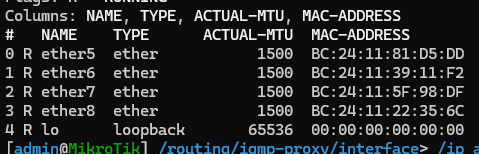 Columns: NAME, TYPE, ACTUAL-MTU, MAC-ADDRESS
#   NAME    TYPE      ACTUAL-MTU  MAC-ADDRESS
0 R ether5  ether           1500  BC:24:11:81:D5:DD
1 R ether6  ether           1500  BC:24:11:39:11:F2
2 R ether7  ether           1500  BC:24:11:5F:98:DF
3 R ether8  ether           1500  BC:24:11:22:35:6C
4 R lo      loopback       65536  00:00:00:00:00:00
[admin@MikroTik] /routing/igmp-proxy/interface> /ip a